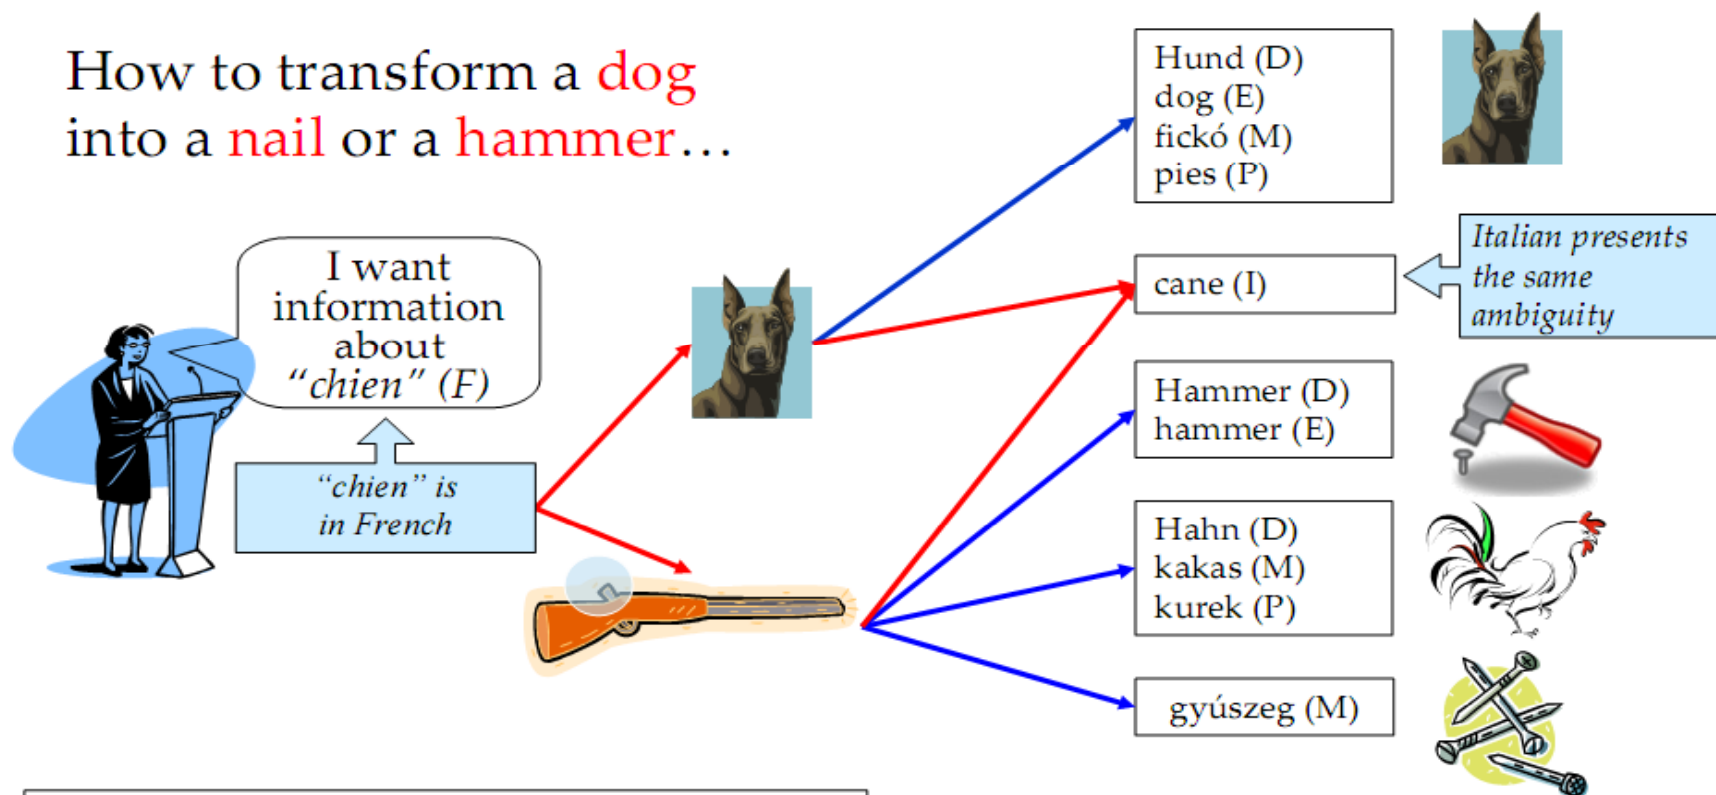 How to transform a dog
into a nail or a hammer…
I want
information
about
“chien” (F)
“chien” is
in French
Hund (D)
dog (E)
fickó (M)
pies (P)
cane (I)
Italian presents
the same
ambiguity
Hammer (D)
hammer (E)
Hahn (D)
kakas (M)
kurek (P)
gyúszeg (M)